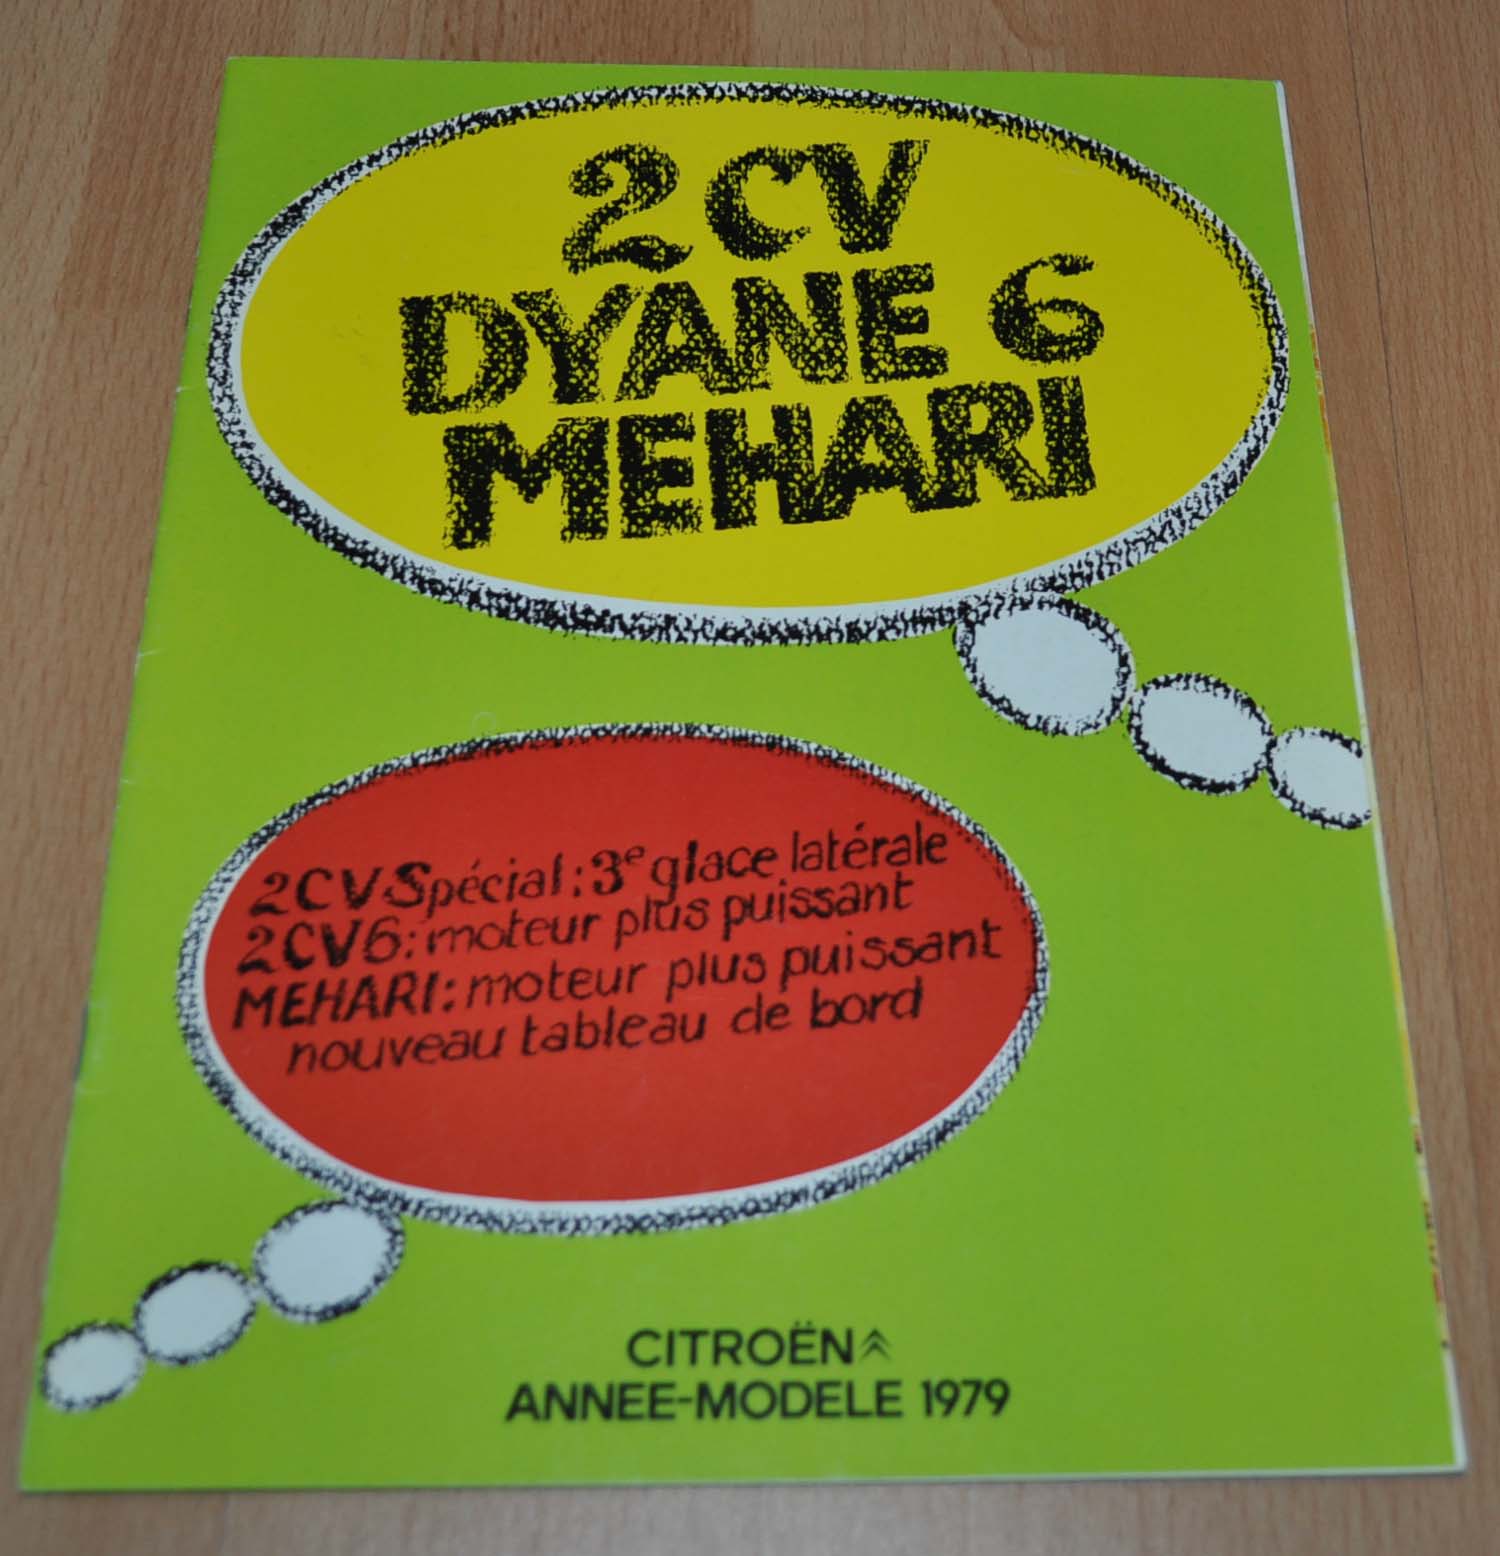 2CV
DYANE 6
MEHARI
2CV Spécial: 3e glace latérale
2CV6: moteur plus puissant
MEHARI: moteur plus puissant
nouveau tableau de bord
CITROËN
ANNEE-MODELE 1979